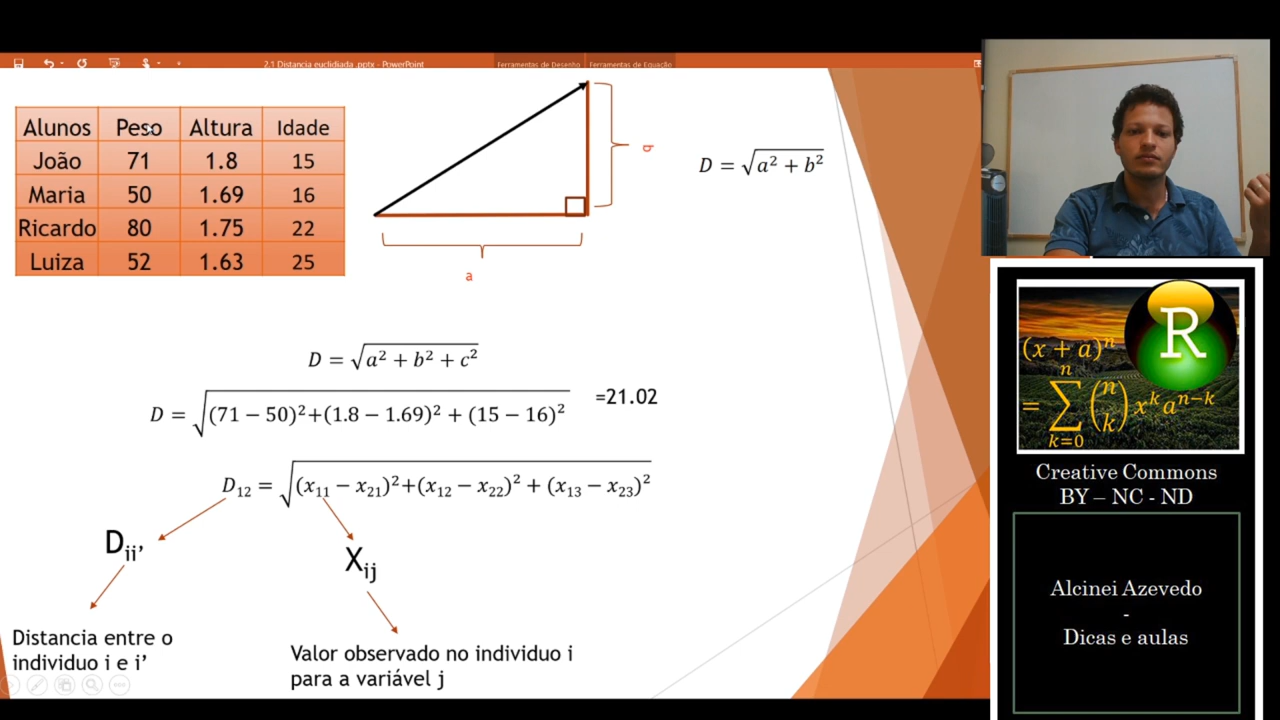 2.1 Distancia euclidiada .pptx - PowerPoint
Ferramentas de Desenho
Ferramentas de Equação
Alunos Peso Altura Idade
João 71 1.8 15
Maria 50 1.69 16
Ricardo 80 1.75 22
Luiza 52 1.63 25
b
a
D = √(a² + b²)
D = √(a² + b² + c²)
D = √((71 − 50)²+(1.8 − 1.69)² + (15 − 16)²) =21.02
D₁₂ = √((x₁₁ − x₂₁)²+(x₁₂ − x₂₂)² + (x₁₃ − x₂₃)²)
Dii’
Xij
Distancia entre o
individuo i e i’
Valor observado no individuo i
para a variável j
R
(x + a)ⁿ
= ∑ₖ₌₀ⁿ (n k) xᵏaⁿ⁻ᵏ
Creative Commons
BY – NC - ND
Alcinei Azevedo
-
Dicas e aulas